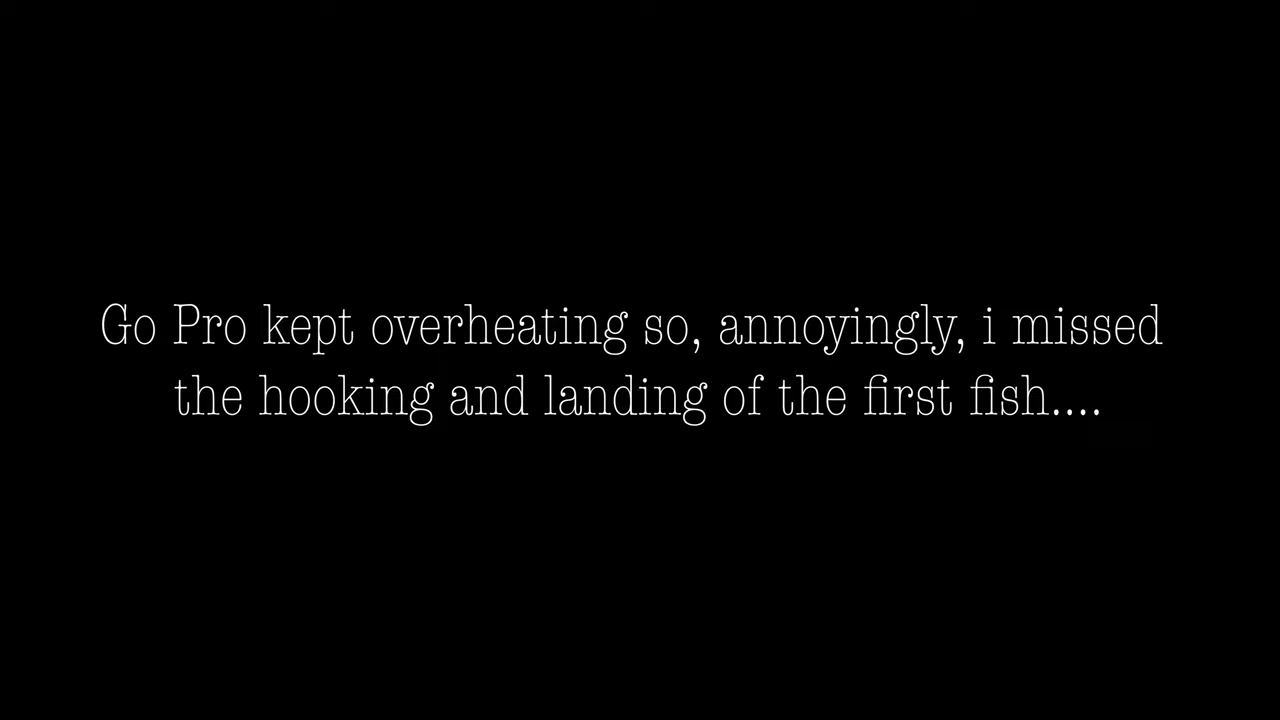 Go Pro kept overheating so, annoyingly, i missed
the hooking and landing of the first fish....